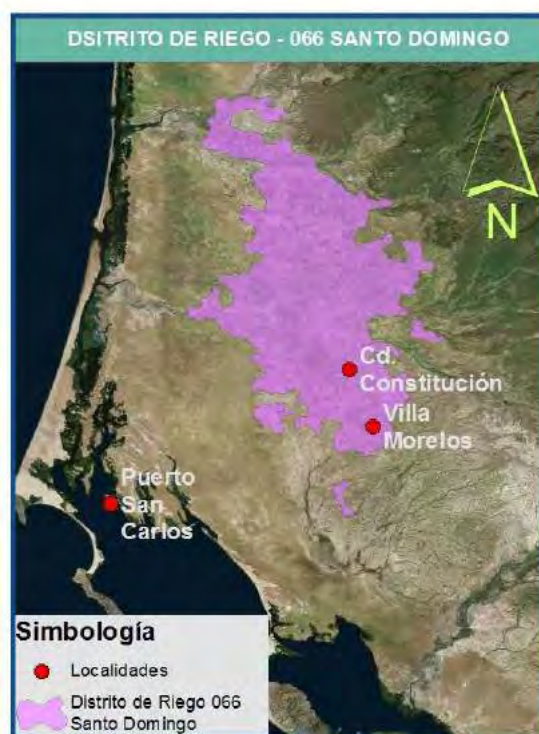 DSITRITO DE RIEGO - 066 SANTO DOMINGO
N
Cd.
Constitución
Villa
Morelos
Puerto
San
Carlos
Simbología
Localidades
Distrito de Riego 066
Santo Domingo